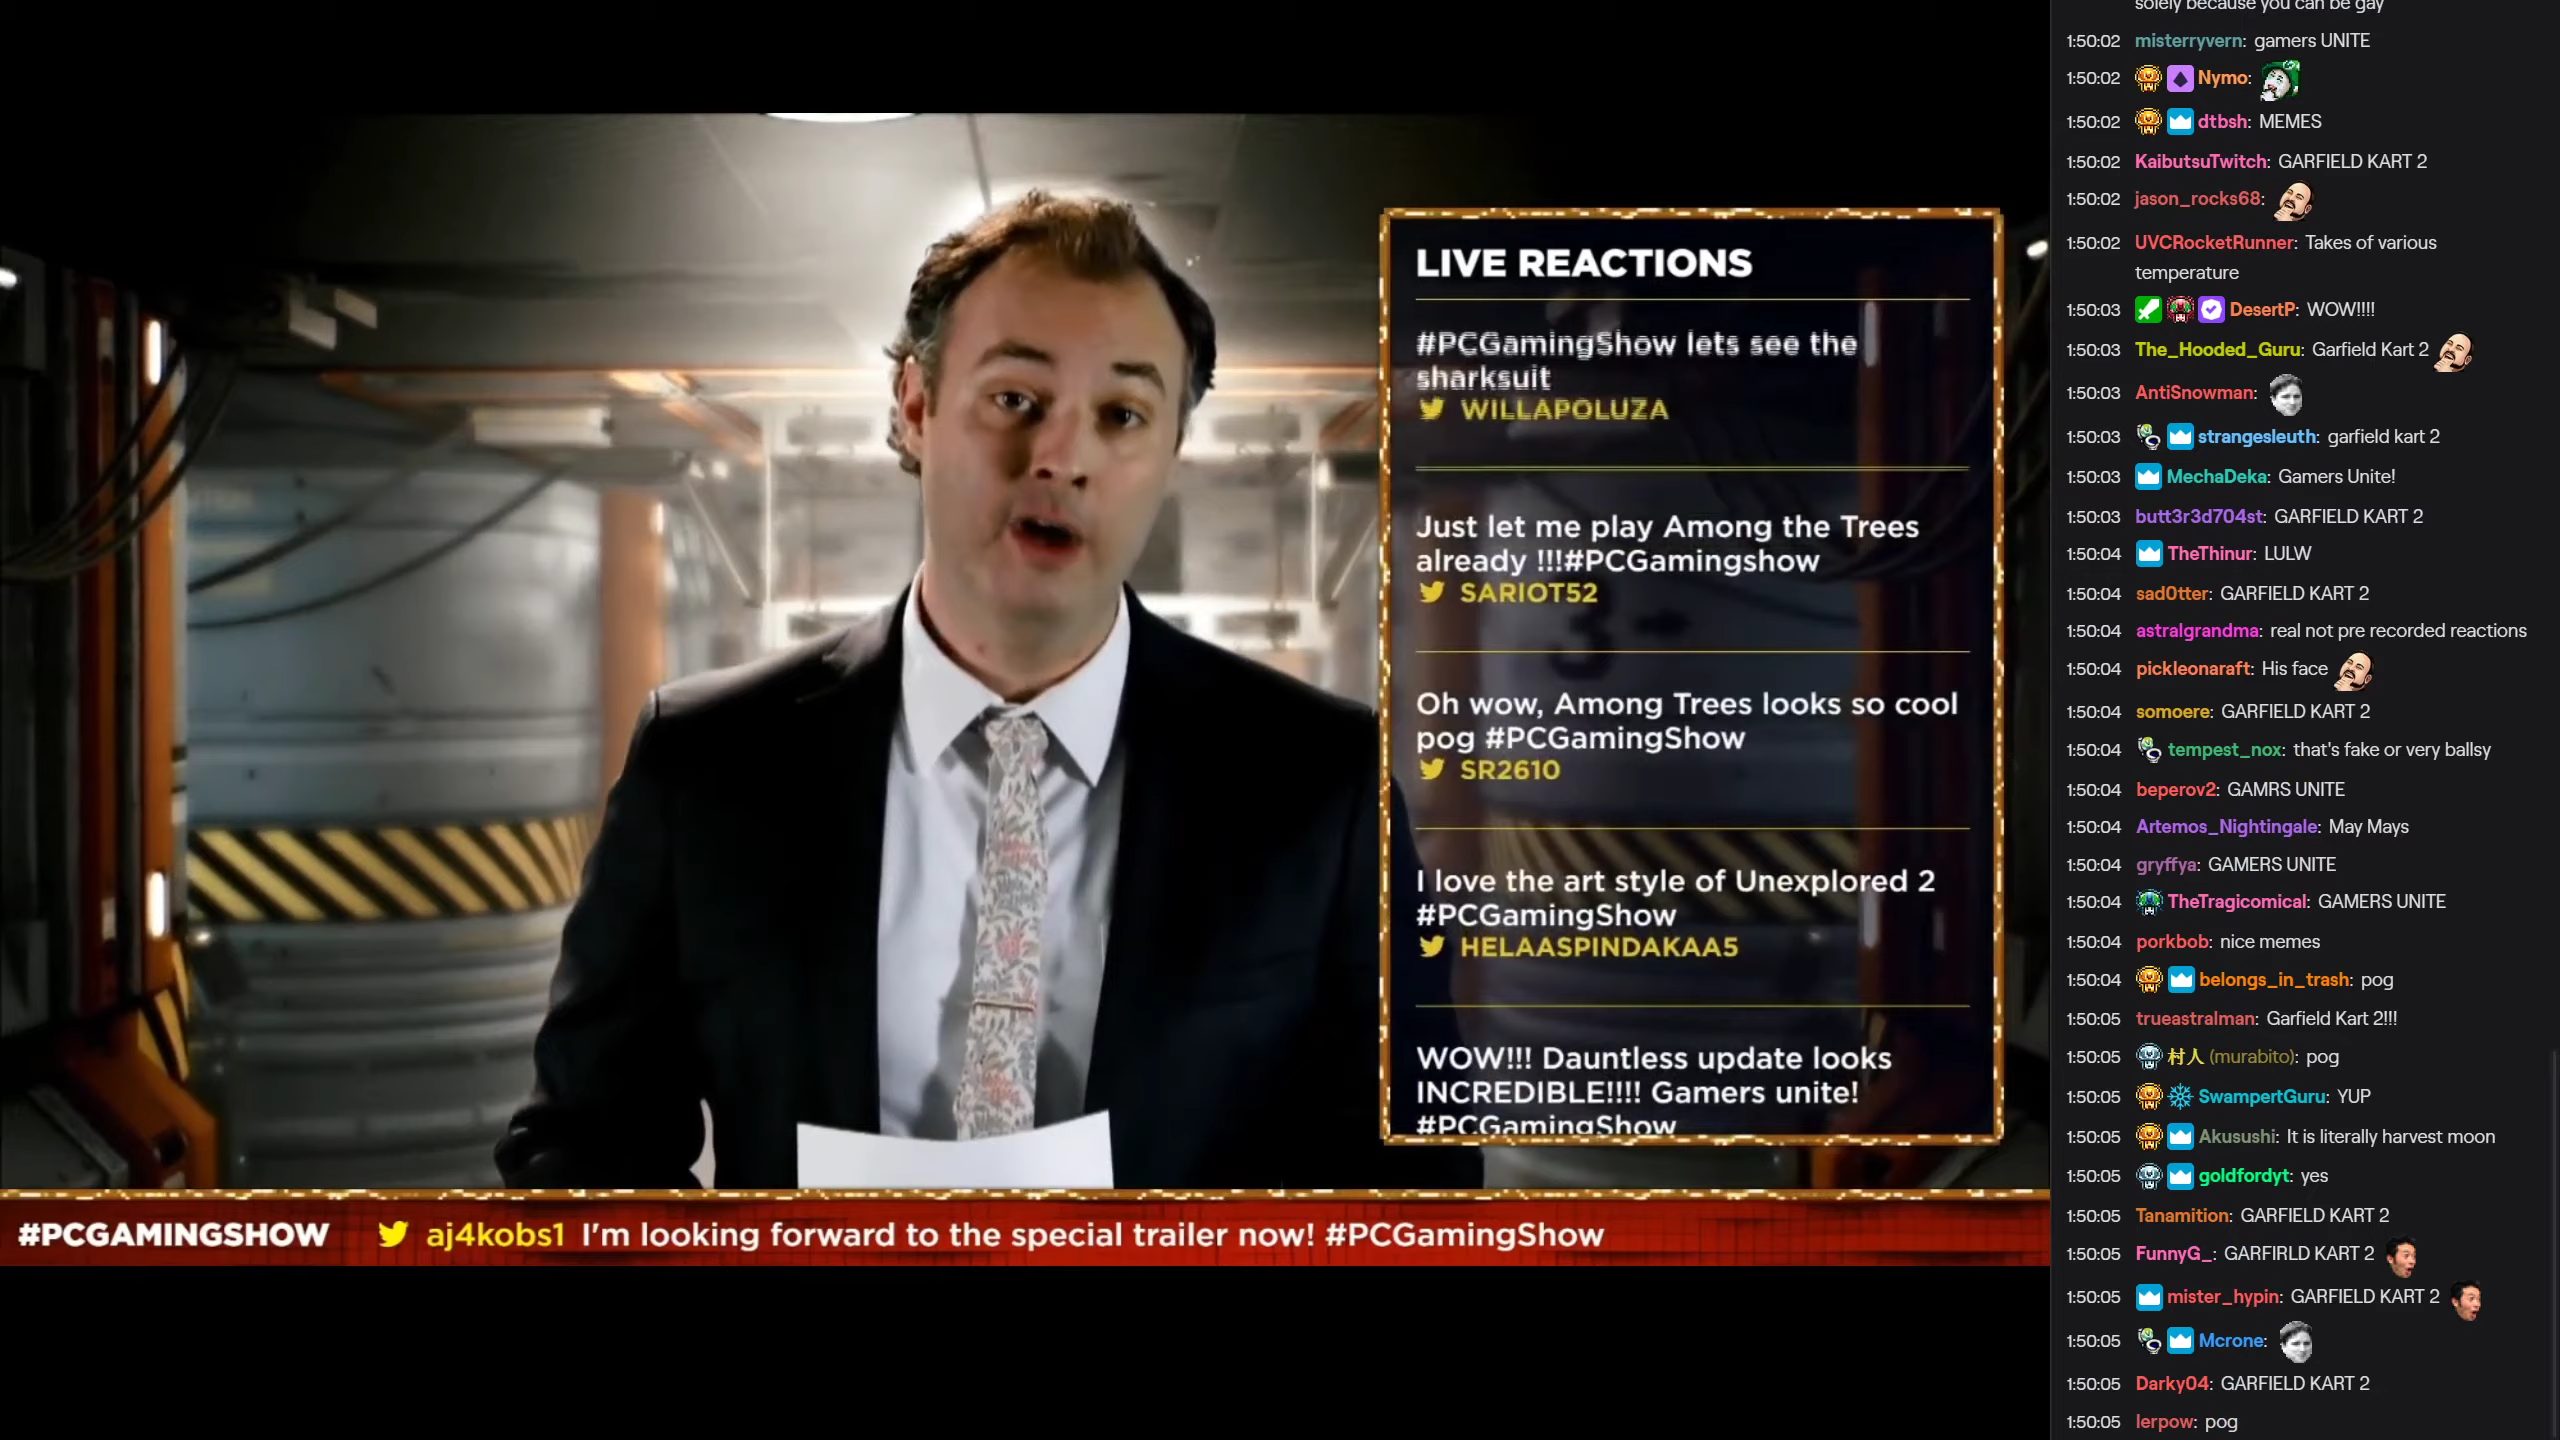 LIVE REACTIONS
#PCGamingShow lets see the
sharksuit
WILLAPOLUZA
Just let me play Among the Trees
already !!!#PCGamingshow
SARIOT52
Oh wow, Among Trees looks so cool
pog #PCGamingShow
SR2610
I love the art style of Unexplored 2
#PCGamingShow
HELAASPINDAKAA5
WOW!!! Dauntless update looks
INCREDIBLE!!!! Gamers unite!
#PCGamingShow
#PCGAMINGSHOW aj4kobs1 I'm looking forward to the special trailer now! #PCGamingShow
solely because you can be gay
1:50:02 misterryvern: gamers UNITE
1:50:02 Nymo:
1:50:02 dtbsh: MEMES
1:50:02 KaibutsuTwitch: GARFIELD KART 2
1:50:02 jason_rocks68:
1:50:02 UVCRocketRunner: Takes of various
temperature
1:50:03 DesertP: WOW!!!!
1:50:03 The_Hooded_Guru: Garfield Kart 2
1:50:03 AntiSnowman:
1:50:03 strangesleuth: garfield kart 2
1:50:03 MechaDeka: Gamers Unite!
1:50:03 butt3r3d704st: GARFIELD KART 2
1:50:04 TheThinur: LULW
1:50:04 sad0tter: GARFIELD KART 2
1:50:04 astralgrandma: real not pre recorded reactions
1:50:04 pickleonaraft: His face
1:50:04 somoere: GARFIELD KART 2
1:50:04 tempest_nox: that's fake or very ballsy
1:50:04 beperov2: GAMRS UNITE
1:50:04 Artemos_Nightingale: May Mays
1:50:04 gryffya: GAMERS UNITE
1:50:04 TheTragicomical: GAMERS UNITE
1:50:04 porkbob: nice memes
1:50:04 belongs_in_trash: pog
1:50:05 trueastralman: Garfield Kart 2!!!
1:50:05 村人 (murabito): pog
1:50:05 SwampertGuru: YUP
1:50:05 Akusushi: It is literally harvest moon
1:50:05 goldfordyt: yes
1:50:05 Tanamition: GARFIELD KART 2
1:50:05 FunnyG_: GARFIRLD KART 2
1:50:05 mister_hypin: GARFIELD KART 2
1:50:05 Mcrone:
1:50:05 Darky04: GARFIELD KART 2
1:50:05 lerpow: pog